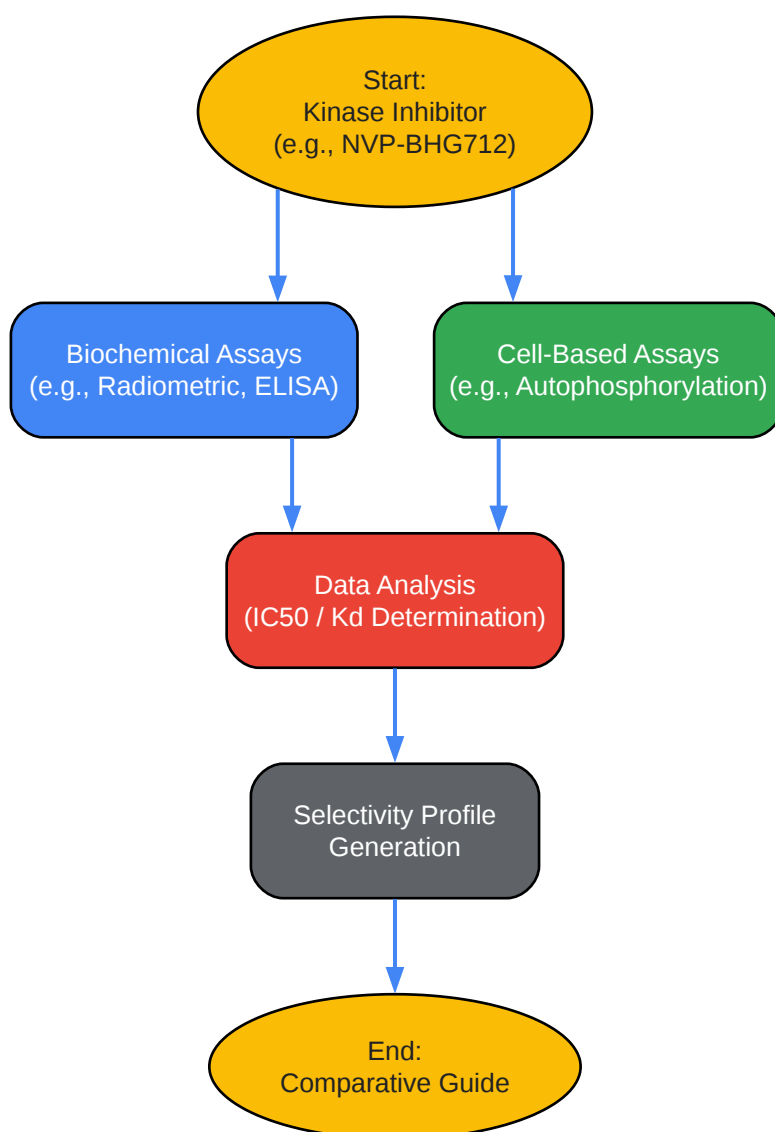 Start:
Kinase Inhibitor
(e.g., NVP-BHG712)
Biochemical Assays
(e.g., Radiometric, ELISA)
Cell-Based Assays
(e.g., Autophosphorylation)
Data Analysis
(IC50 / Kd Determination)
Selectivity Profile
Generation
End:
Comparative Guide